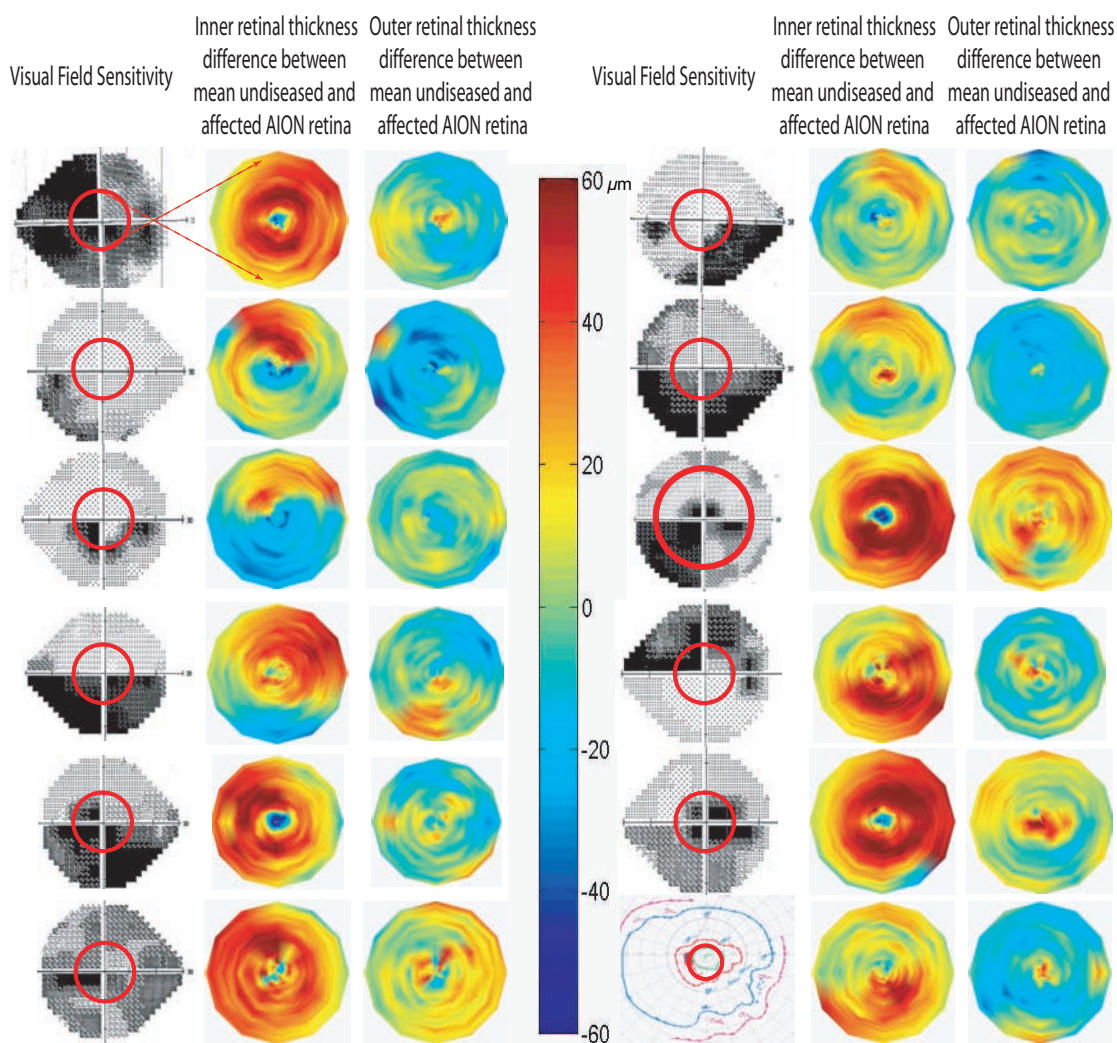 Visual Field Sensitivity
Inner retinal thickness
difference between
mean undiseased and
affected AION retina
Outer retinal thickness
difference between
mean undiseased and
affected AION retina
Visual Field Sensitivity
Inner retinal thickness
difference between
mean undiseased and
affected AION retina
Outer retinal thickness
difference between
mean undiseased and
affected AION retina
60 μm
40
20
0
-20
-40
-60